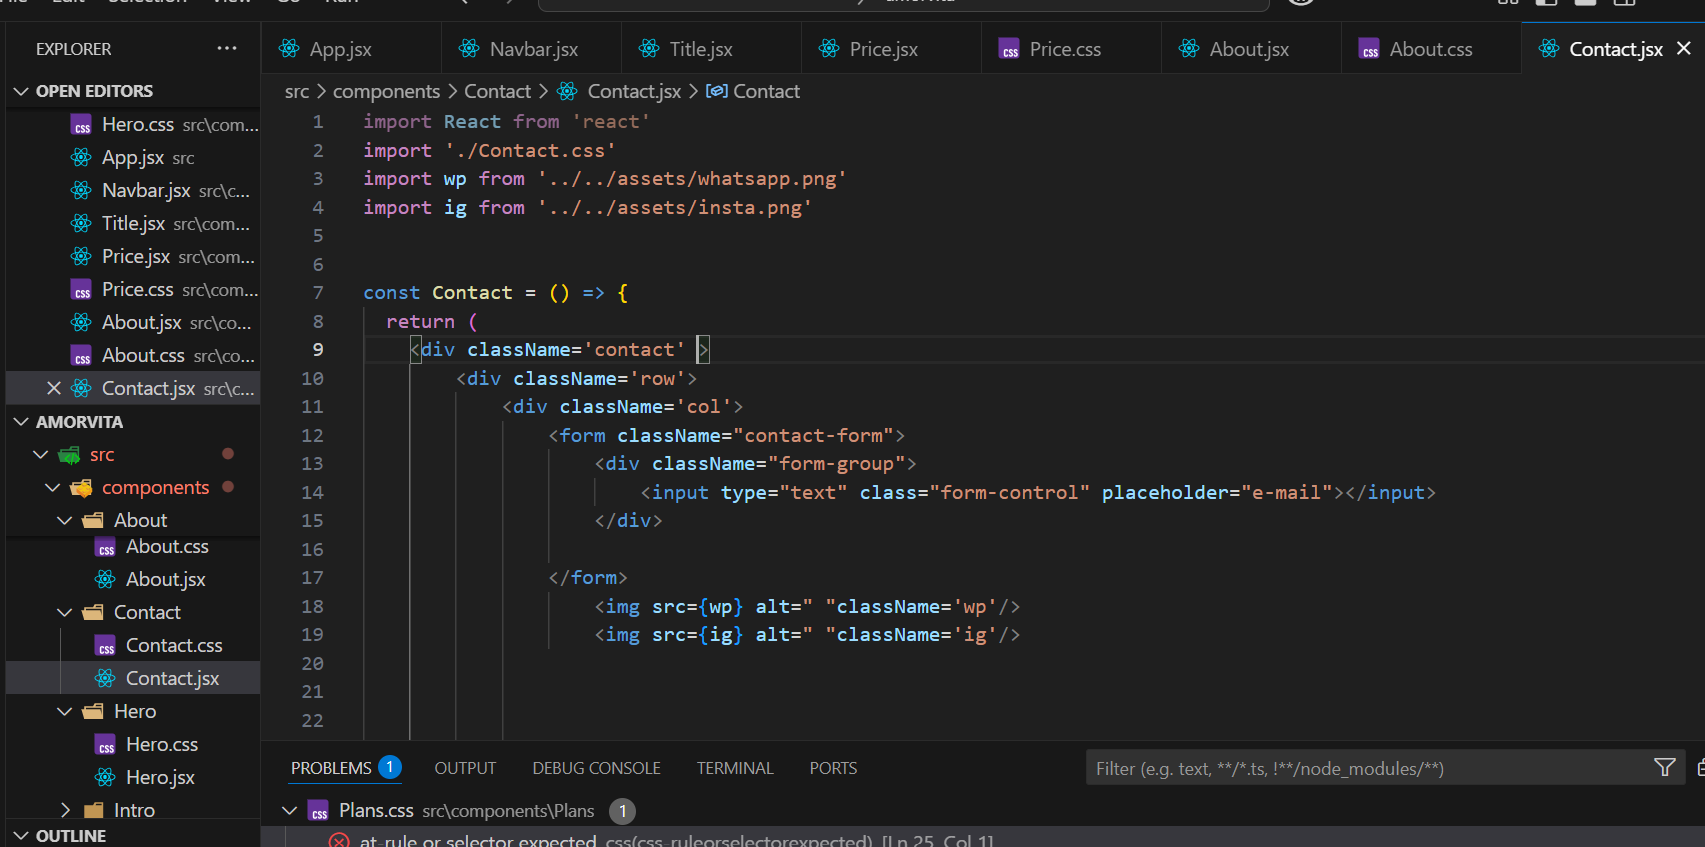 Edit Selection View Go Run
EXPLORER ···
OPEN EDITORS
Hero.css src\com...
App.jsx src
Navbar.jsx src\c...
Title.jsx src\com...
Price.jsx src\com...
Price.css src\com...
About.jsx src\co...
About.css src\co...
Contact.jsx src\c...
AMORVITA
src
components
About
About.css
About.jsx
Contact
Contact.css
Contact.jsx
Hero
Hero.css
Hero.jsx
Intro
OUTLINE
App.jsx Navbar.jsx Title.jsx Price.jsx Price.css About.jsx About.css Contact.jsx
src > components > Contact > Contact.jsx > Contact
1 import React from 'react'
2 import './Contact.css'
3 import wp from '../../assets/whatsapp.png'
4 import ig from '../../assets/insta.png'
5
6
7 const Contact = () => {
8 return (
9 <div className='contact' >
10 <div className='row'>
11 <div className='col'>
12 <form className="contact-form">
13 <div className="form-group">
14 <input type="text" class="form-control" placeholder="e-mail"></input>
15 </div>
16
17 </form>
18 <img src={wp} alt=" "className='wp'/>
19 <img src={ig} alt=" "className='ig'/>
20
21
22
PROBLEMS 1 OUTPUT DEBUG CONSOLE TERMINAL PORTS
Filter (e.g. text, **/*.ts, !**/node_modules/**)
Plans.css src\components\Plans 1
at-rule or selector expected css(css-ruleorselectorexpected) [Ln 25, Col 1]